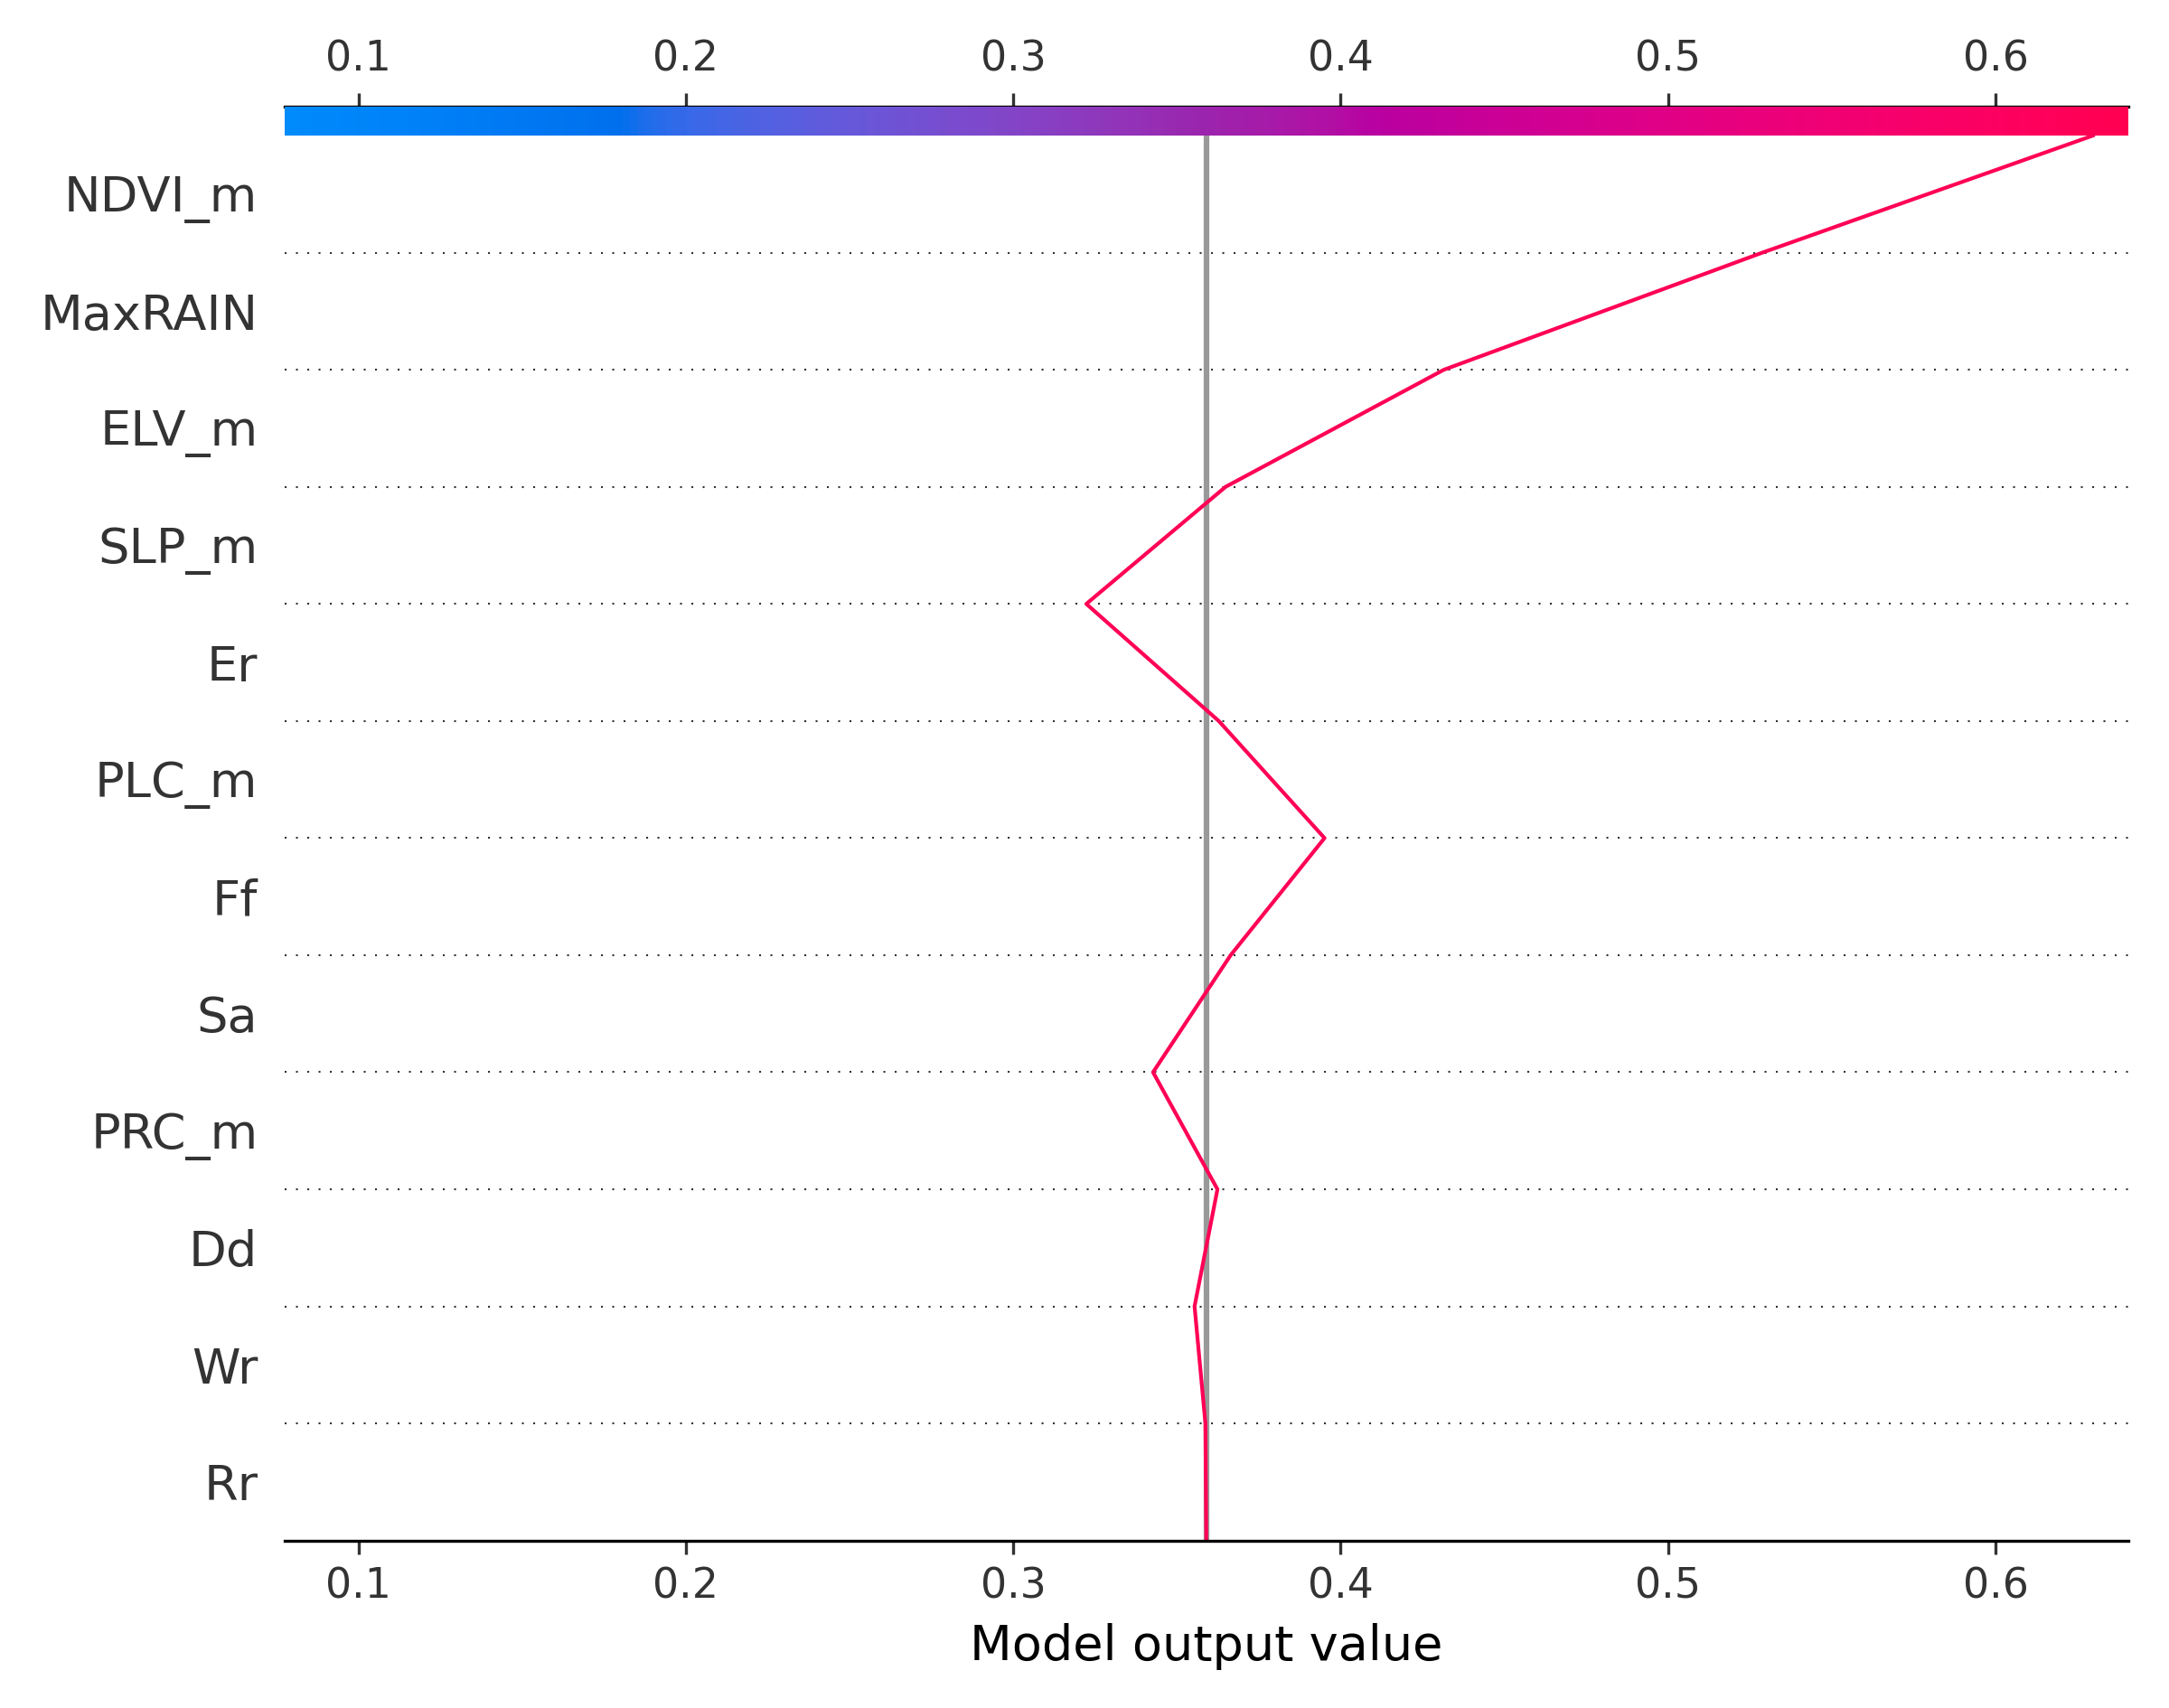 0.1 0.2 0.3 0.4 0.5 0.6
NDVI_m
MaxRAIN
ELV_m
SLP_m
Er
PLC_m
Ff
Sa
PRC_m
Dd
Wr
Rr
0.1 0.2 0.3 0.4 0.5 0.6
Model output value